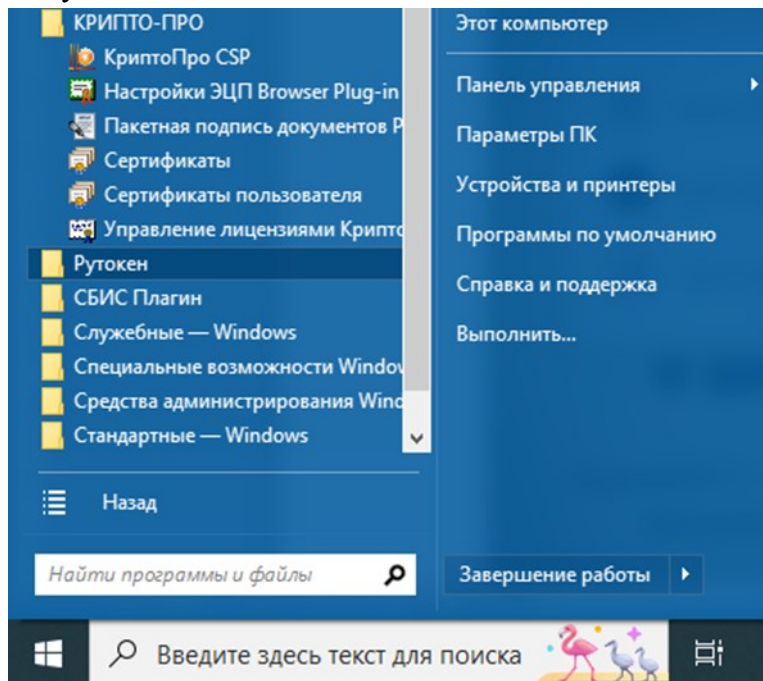 КРИПТО-ПРО
КриптоПро CSP
Настройки ЭЦП Browser Plug-in
Пакетная подпись документов Р
Сертификаты
Сертификаты пользователя
Управление лицензиями Крипто
Рутокен
СБИС Плагин
Служебные — Windows
Специальные возможности Window
Средства администрирования Wind
Стандартные — Windows
Назад
Найти программы и файлы
Этот компьютер
Панель управления
Параметры ПК
Устройства и принтеры
Программы по умолчанию
Справка и поддержка
Выполнить...
Завершение работы
Введите здесь текст для поиска